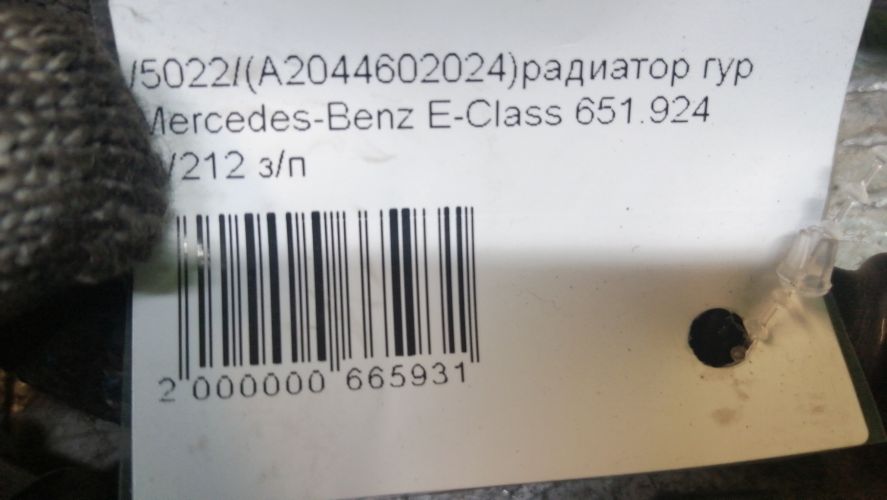 /5022/(A2044602024)радиатор гур
Mercedes-Benz E-Class 651.924
/212 з/п
2 000000 665931